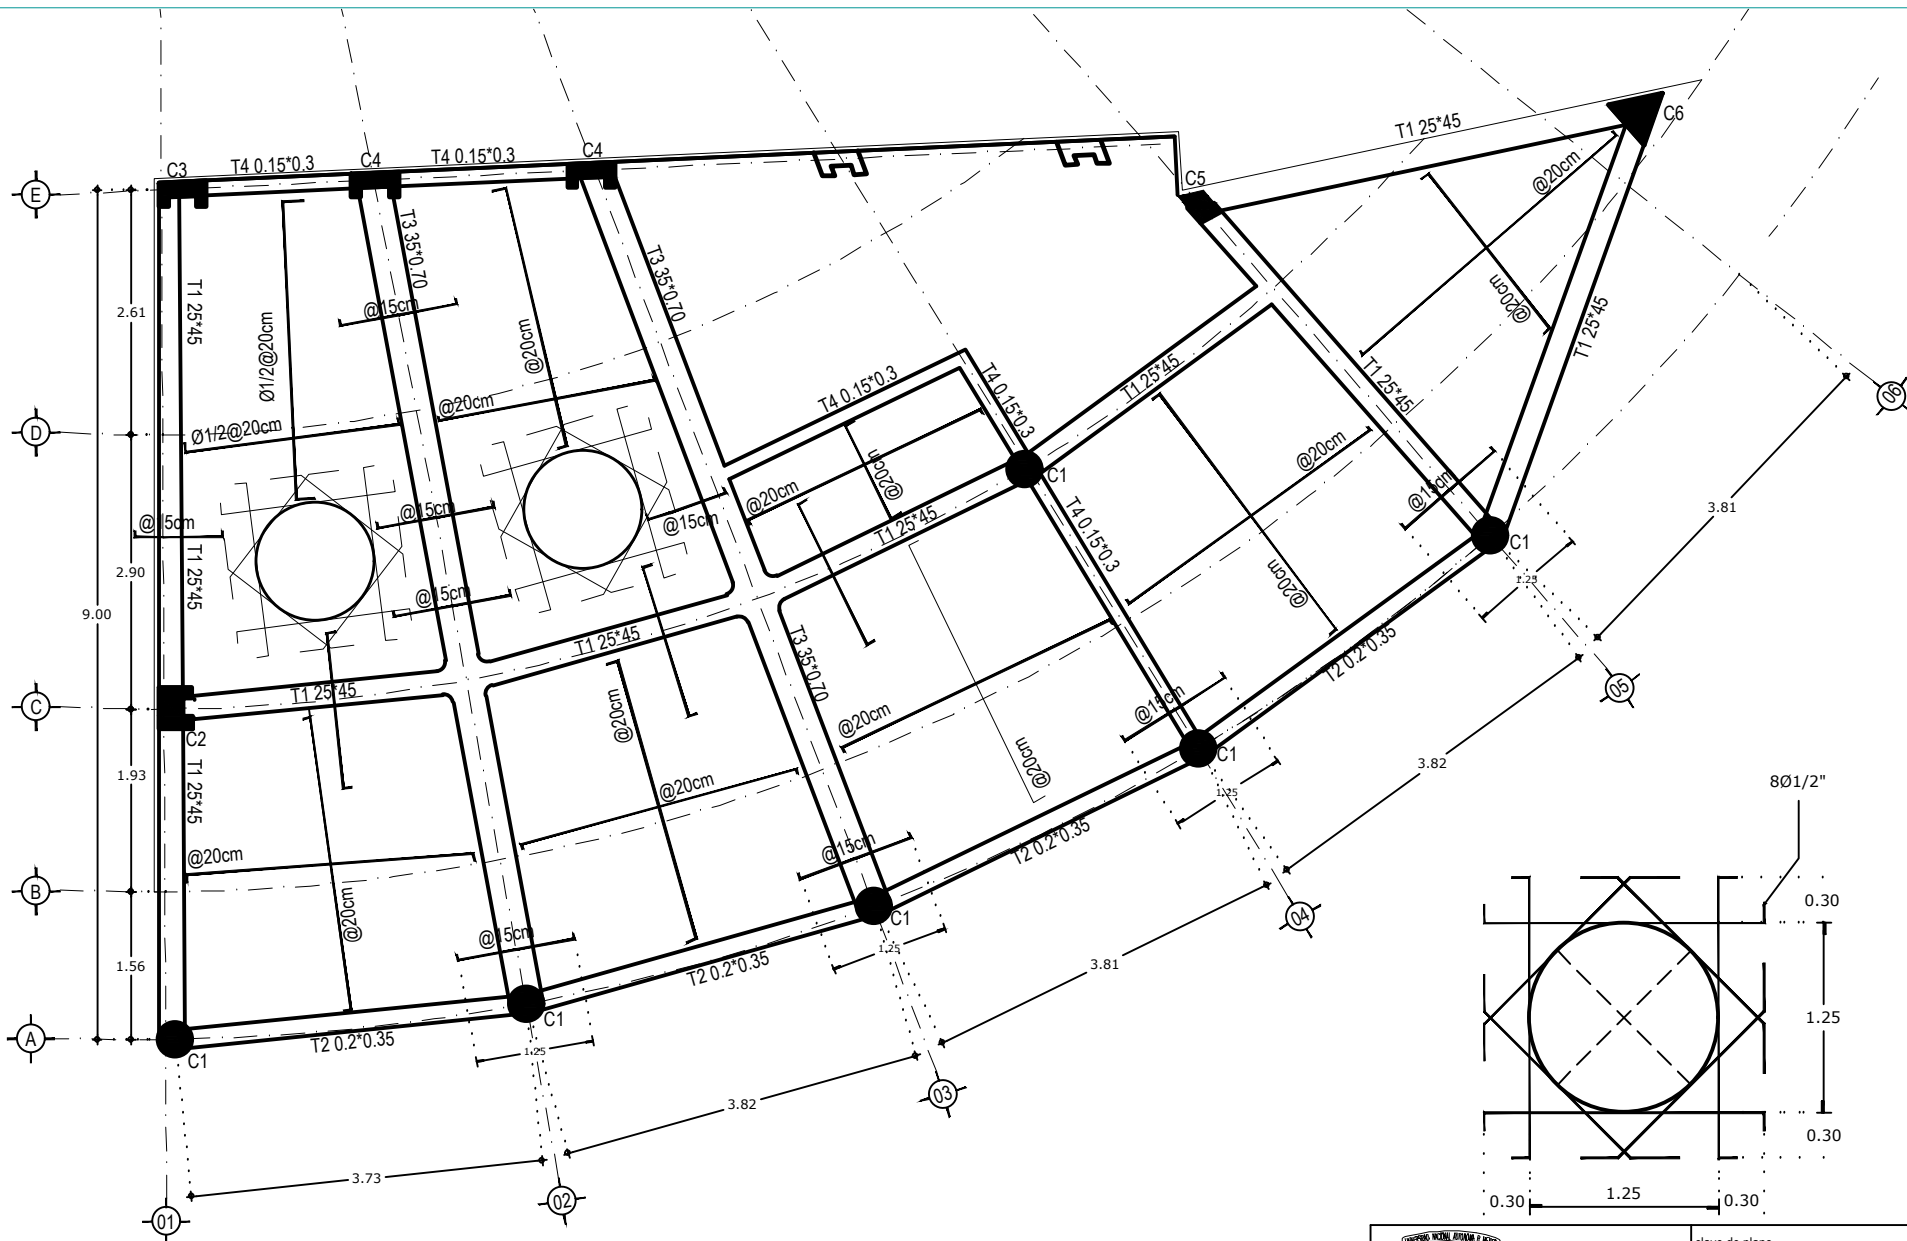 C6
T1 25*45
C4
C3
T4 0.15*0.3
C4
T4 0.15*0.3
@20cm
C5
E
T3 35*0.70
T3 35*0.70
T1 25*45
@15cm
2.61
@20cm
@20cm
T1 25*45
Ø1/2@20cm
@20cm
T4 0.15*0.3
T4 0.15*0.3
T1 25*45
T1 25*45
06
D
Ø1/2@20cm
@20cm
@20cm
C1
@20cm
@15cm
@15cm
@15cm
@15cm
T1 25*45
T4 0.15*0.3
3.81
C1
2.90
T1 25*45
@15cm
@20cm
1.25
9.00
T1 25*45
T3 35*0.70
T2 0.2*0.35
T1 25*45
05
C
C2
@20cm
@20cm
@15cm
C1
@20cm
3.82
1.93
T1 25*45
@20cm
1.25
8Ø1/2"
@20cm
@15cm
T2 0.2*0.35
B
0.30
@20cm
C1
04
@15cm
1.25
3.81
1.56
T2 0.2*0.35
C1
1.25
A
T2 0.2*0.35
C1
1.25
1.25
03
3.82
0.30
3.73
02
01
0.30
1.25
0.30
clave de plano